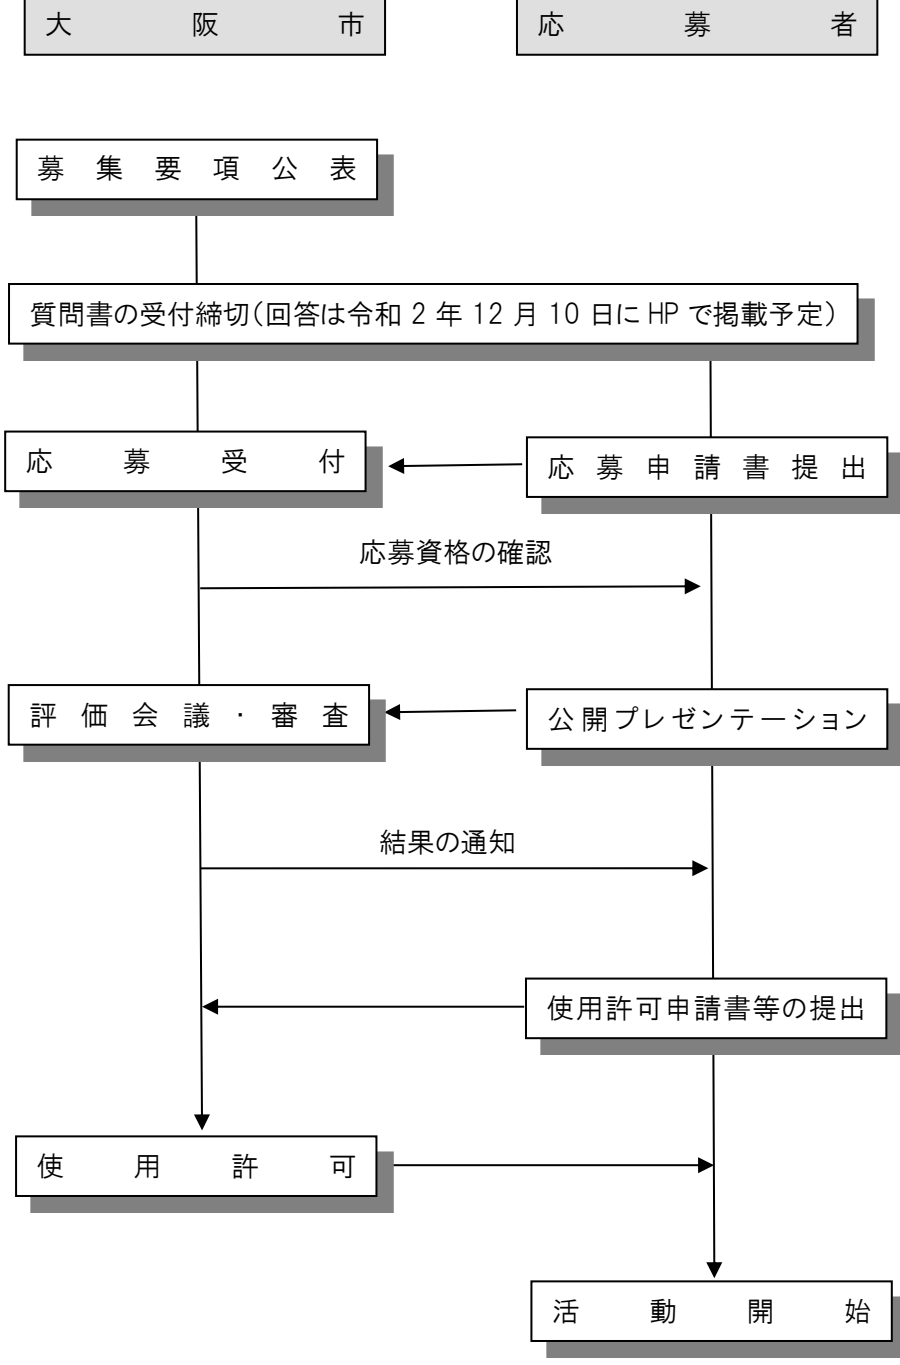 大阪市
応募者
募集要項公表
質問書の受付締切(回答は令和2年12月10日にHPで掲載予定)
応募受付
応募申請書提出
応募資格の確認
評価会議・審査
公開プレゼンテーション
結果の通知
使用許可申請書等の提出
使用許可
活動開始